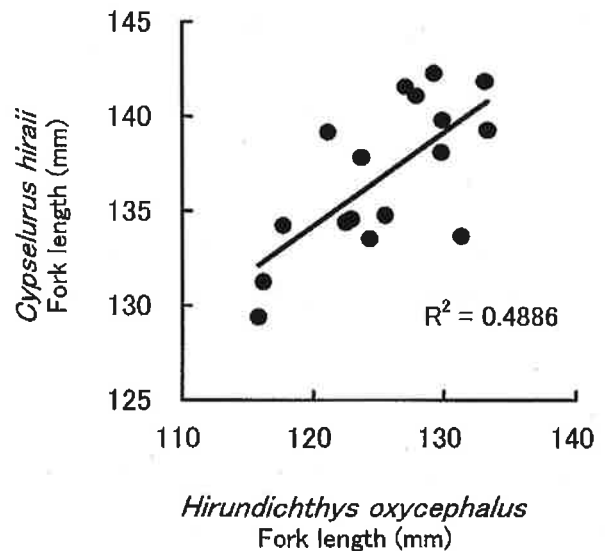 145
140
135
130
125
Cypselurus hiraii
Fork length (mm)
R² = 0.4886
110 120 130 140
Hirundichthys oxycephalus
Fork length (mm)